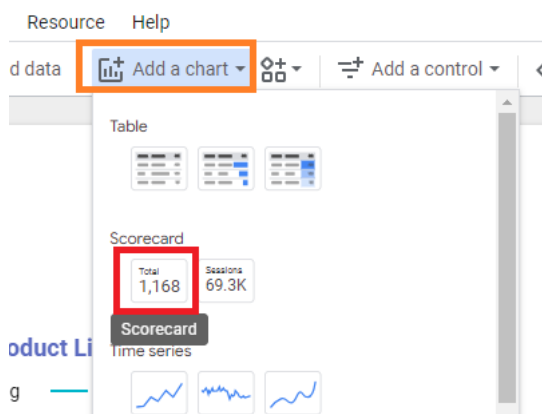 Resource Help
d data Add a chart Add a control
Table
Scorecard
Total
1,168
Sessions
69.3K
Scorecard
oduct Li
Time series
g